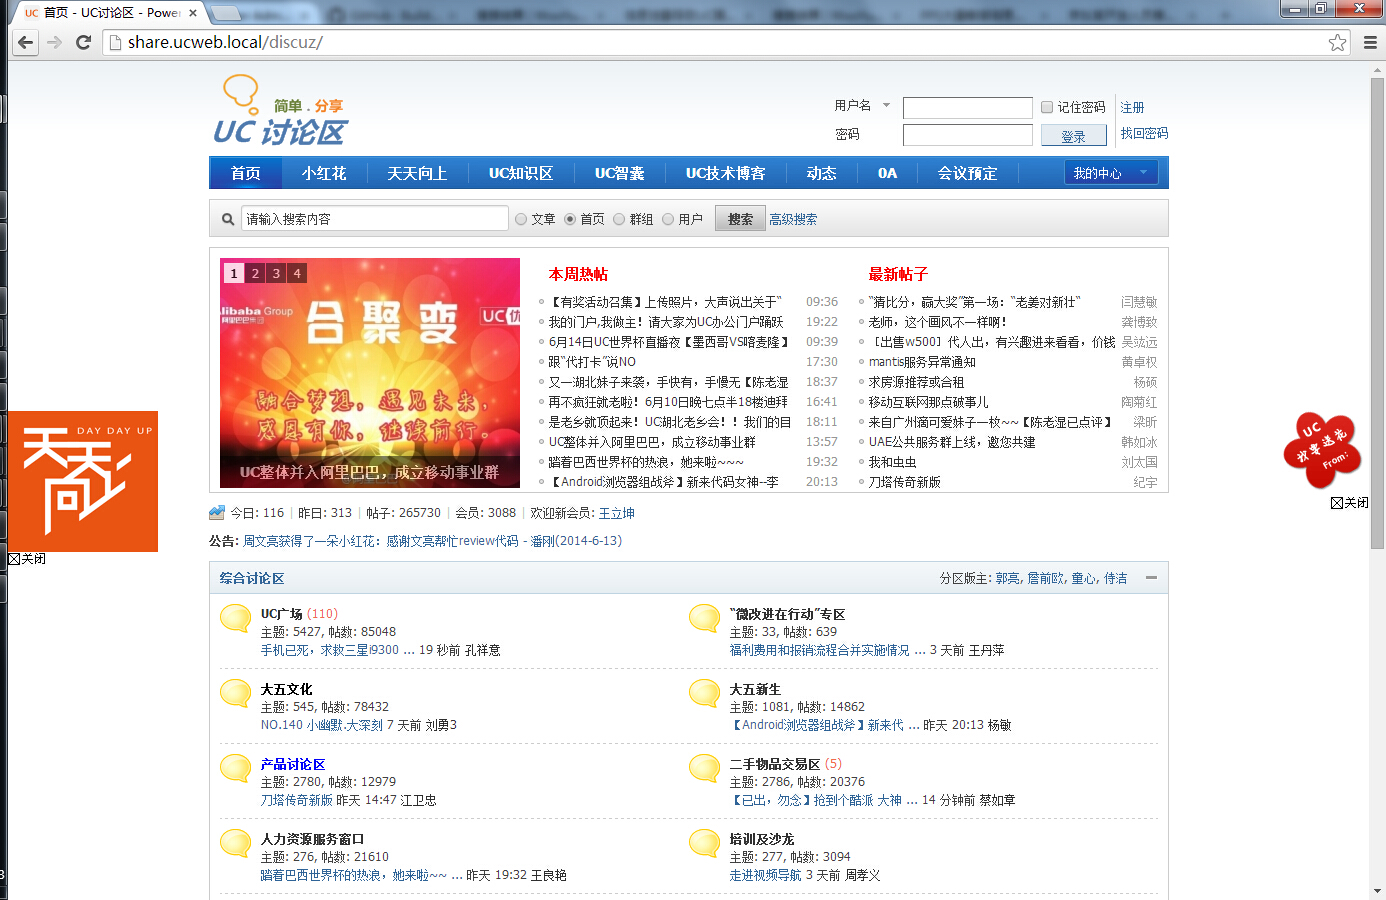 UC 首页 - UC讨论区 - Power
share.ucweb.local/discuz/
简单.分享
UC 讨论区
用户名
记住密码
注册
密码
登录
找回密码
首页
小红花
天天向上
UC知识区
UC智囊
UC技术博客
动态
OA
会议预定
我的中心
请输入搜索内容
文章
首页
群组
用户
搜索
高级搜索
1 2 3 4
Alibaba Group
合聚变
UC优
融合梦想,遇见未来,
感恩有你,继续前行。
UC整体并入阿里巴巴，成立移动事业群
本周热帖
【有奖活动召集】上传照片，大声说出关于“ 09:36
我的门户,我做主！请大家为UC办公门户踊跃 19:22
6月14日UC世界杯直播夜【墨西哥VS喀麦隆】 09:39
跟“代打卡”说NO 17:30
又一湖北妹子来袭，手快有，手慢无【陈老湿 18:37
再不疯狂就老啦！6月10日晚七点半18楼迪拜 16:41
是老乡就顶起来！UC湖北老乡会！！我们的目 18:11
UC整体并入阿里巴巴，成立移动事业群 13:57
踏着巴西世界杯的热浪，她来啦~~~ 19:32
【Android浏览器组战斧】新来代码女神--李 20:13
最新帖子
“猜比分，赢大奖”第一场：“老姜对新壮” 闫慧敏
老师，这个画风不一样啊！ 龚博致
［出售w500］代人出，有兴趣进来看看，价钱 吴竑远
mantis服务异常通知 黄卓权
求房源推荐或合租 杨硕
移动互联网那点破事儿 陶菊红
来自广州滴可爱妹子一枚~~【陈老湿已点评】 梁昕
UAE公共服务群上线，邀您共建 韩如冰
我和虫虫 刘太国
刀塔传奇新版 纪宇
DAY DAY UP
天天向上
关闭
UC
我要送花
From:
关闭
今日: 116 | 昨日: 313 | 帖子: 265730 | 会员: 3088 | 欢迎新会员: 王立坤
公告: 周文亮获得了一朵小红花：感谢文亮帮忙review代码 - 潘刚(2014-6-13)
综合讨论区
分区版主: 郭亮, 詹前欧, 童心, 侍洁
UC广场 (110)
主题: 5427, 帖数: 85048
手机已死，求救三星i9300 ... 19 秒前 孔祥意
“微改进在行动”专区
主题: 33, 帖数: 639
福利费用和报销流程合并实施情况 ... 3 天前 王丹萍
大五文化
主题: 545, 帖数: 78432
NO.140 小幽默.大深刻 7 天前 刘勇3
大五新生
主题: 1081, 帖数: 14862
【Android浏览器组战斧】新来代 ... 昨天 20:13 杨敏
产品讨论区
主题: 2780, 帖数: 12979
刀塔传奇新版 昨天 14:47 江卫忠
二手物品交易区 (5)
主题: 2786, 帖数: 20376
【已出，勿念】抢到个酷派 大神 ... 14 分钟前 蔡如章
人力资源服务窗口
主题: 276, 帖数: 21610
踏着巴西世界杯的热浪，她来啦~~ ... 昨天 19:32 王良艳
培训及沙龙
主题: 277, 帖数: 3094
走进视频导航 3 天前 周孝义